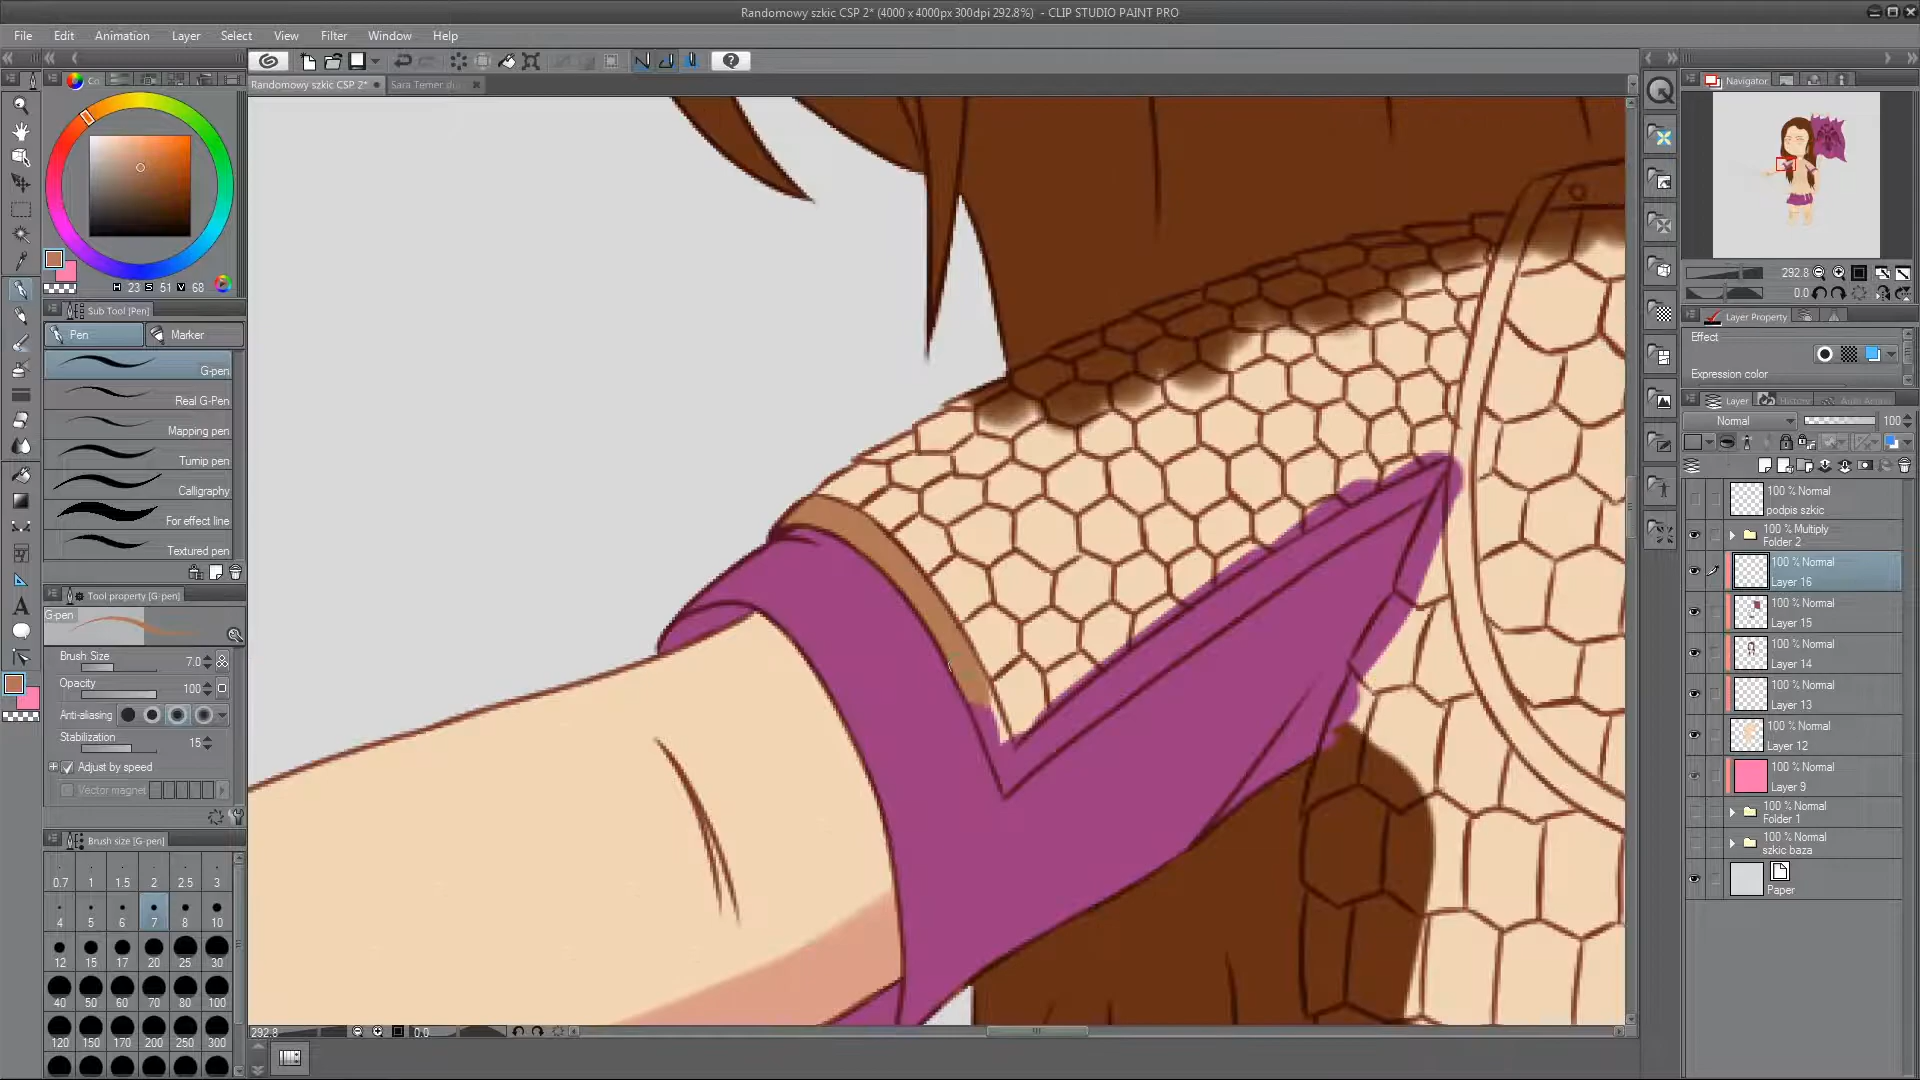 Randomowy szkic CSP 2* (4000 x 4000px 300dpi 292.8%) - CLIP STUDIO PAINT PRO
File Edit Animation Layer Select View Filter Window Help
Randomowy szkic CSP 2*
Sara Temer du
Co
H 23 S 51 V 68
Sub Tool [Pen]
Pen
Marker
G-pen
Real G-Pen
Mapping pen
Turnip pen
Calligraphy
For effect line
Textured pen
Tool property [G-pen]
G-pen
Brush Size 7.0
Opacity 100
Anti-aliasing
Stabilization 15
Adjust by speed
Vector magnet
Brush size [G-pen]
0.7 1 1.5 2 2.5 3
4 5 6 7 8 10
12 15 17 20 25 30
40 50 60 70 80 100
120 150 170 200 250 300
292.8 0.0
Navigator
292.8
0.0
Layer Property
Effect
Expression color
Layer History Auto Action
Normal 100
100 % Normal
podpis szkic
100 % Multiply
Folder 2
100 % Normal
Layer 16
100 % Normal
Layer 15
100 % Normal
Layer 14
100 % Normal
Layer 13
100 % Normal
Layer 12
100 % Normal
Layer 9
100 % Normal
Folder 1
100 % Normal
szkic baza
Paper